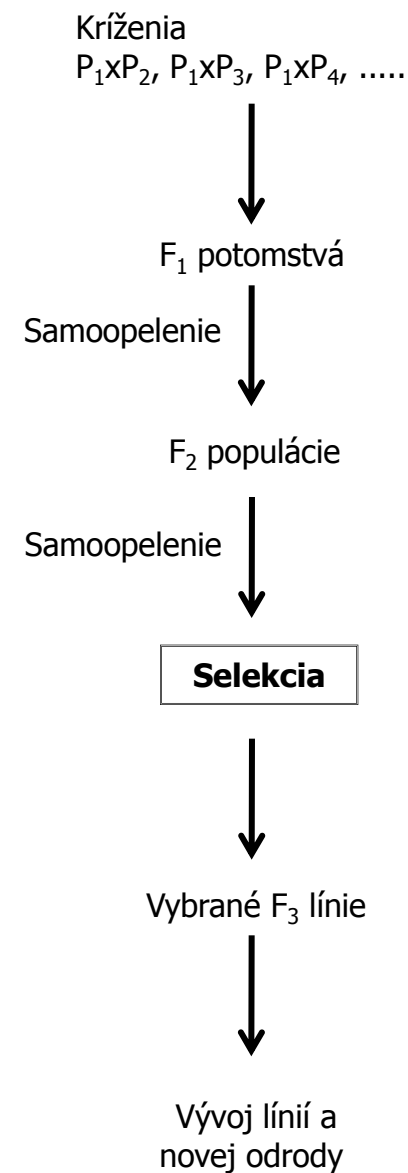 Kríženia
P₁xP₂, P₁xP₃, P₁xP₄, .....
F₁ potomstvá
Samoopelenie
F₂ populácie
Samoopelenie
Selekcia
Vybrané F₃ línie
Vývoj línií a
novej odrody